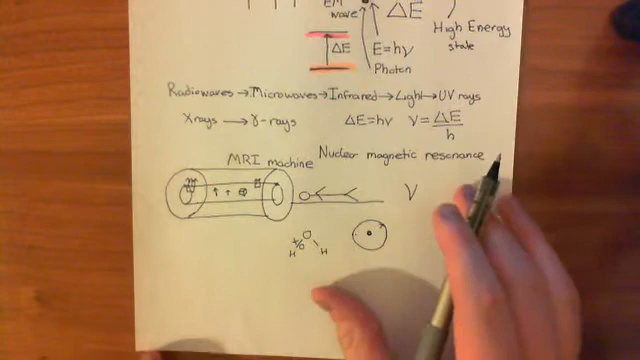 EM
wave
ΔE
High Energy
state
ΔE
E=hν
Photon
Radiowaves→Microwaves→Infrared→Light→UV rays
Xrays → γ-rays ΔE=hν ν=ΔE/h
MRI machine Nuclear magnetic resonance
ν
O
H H